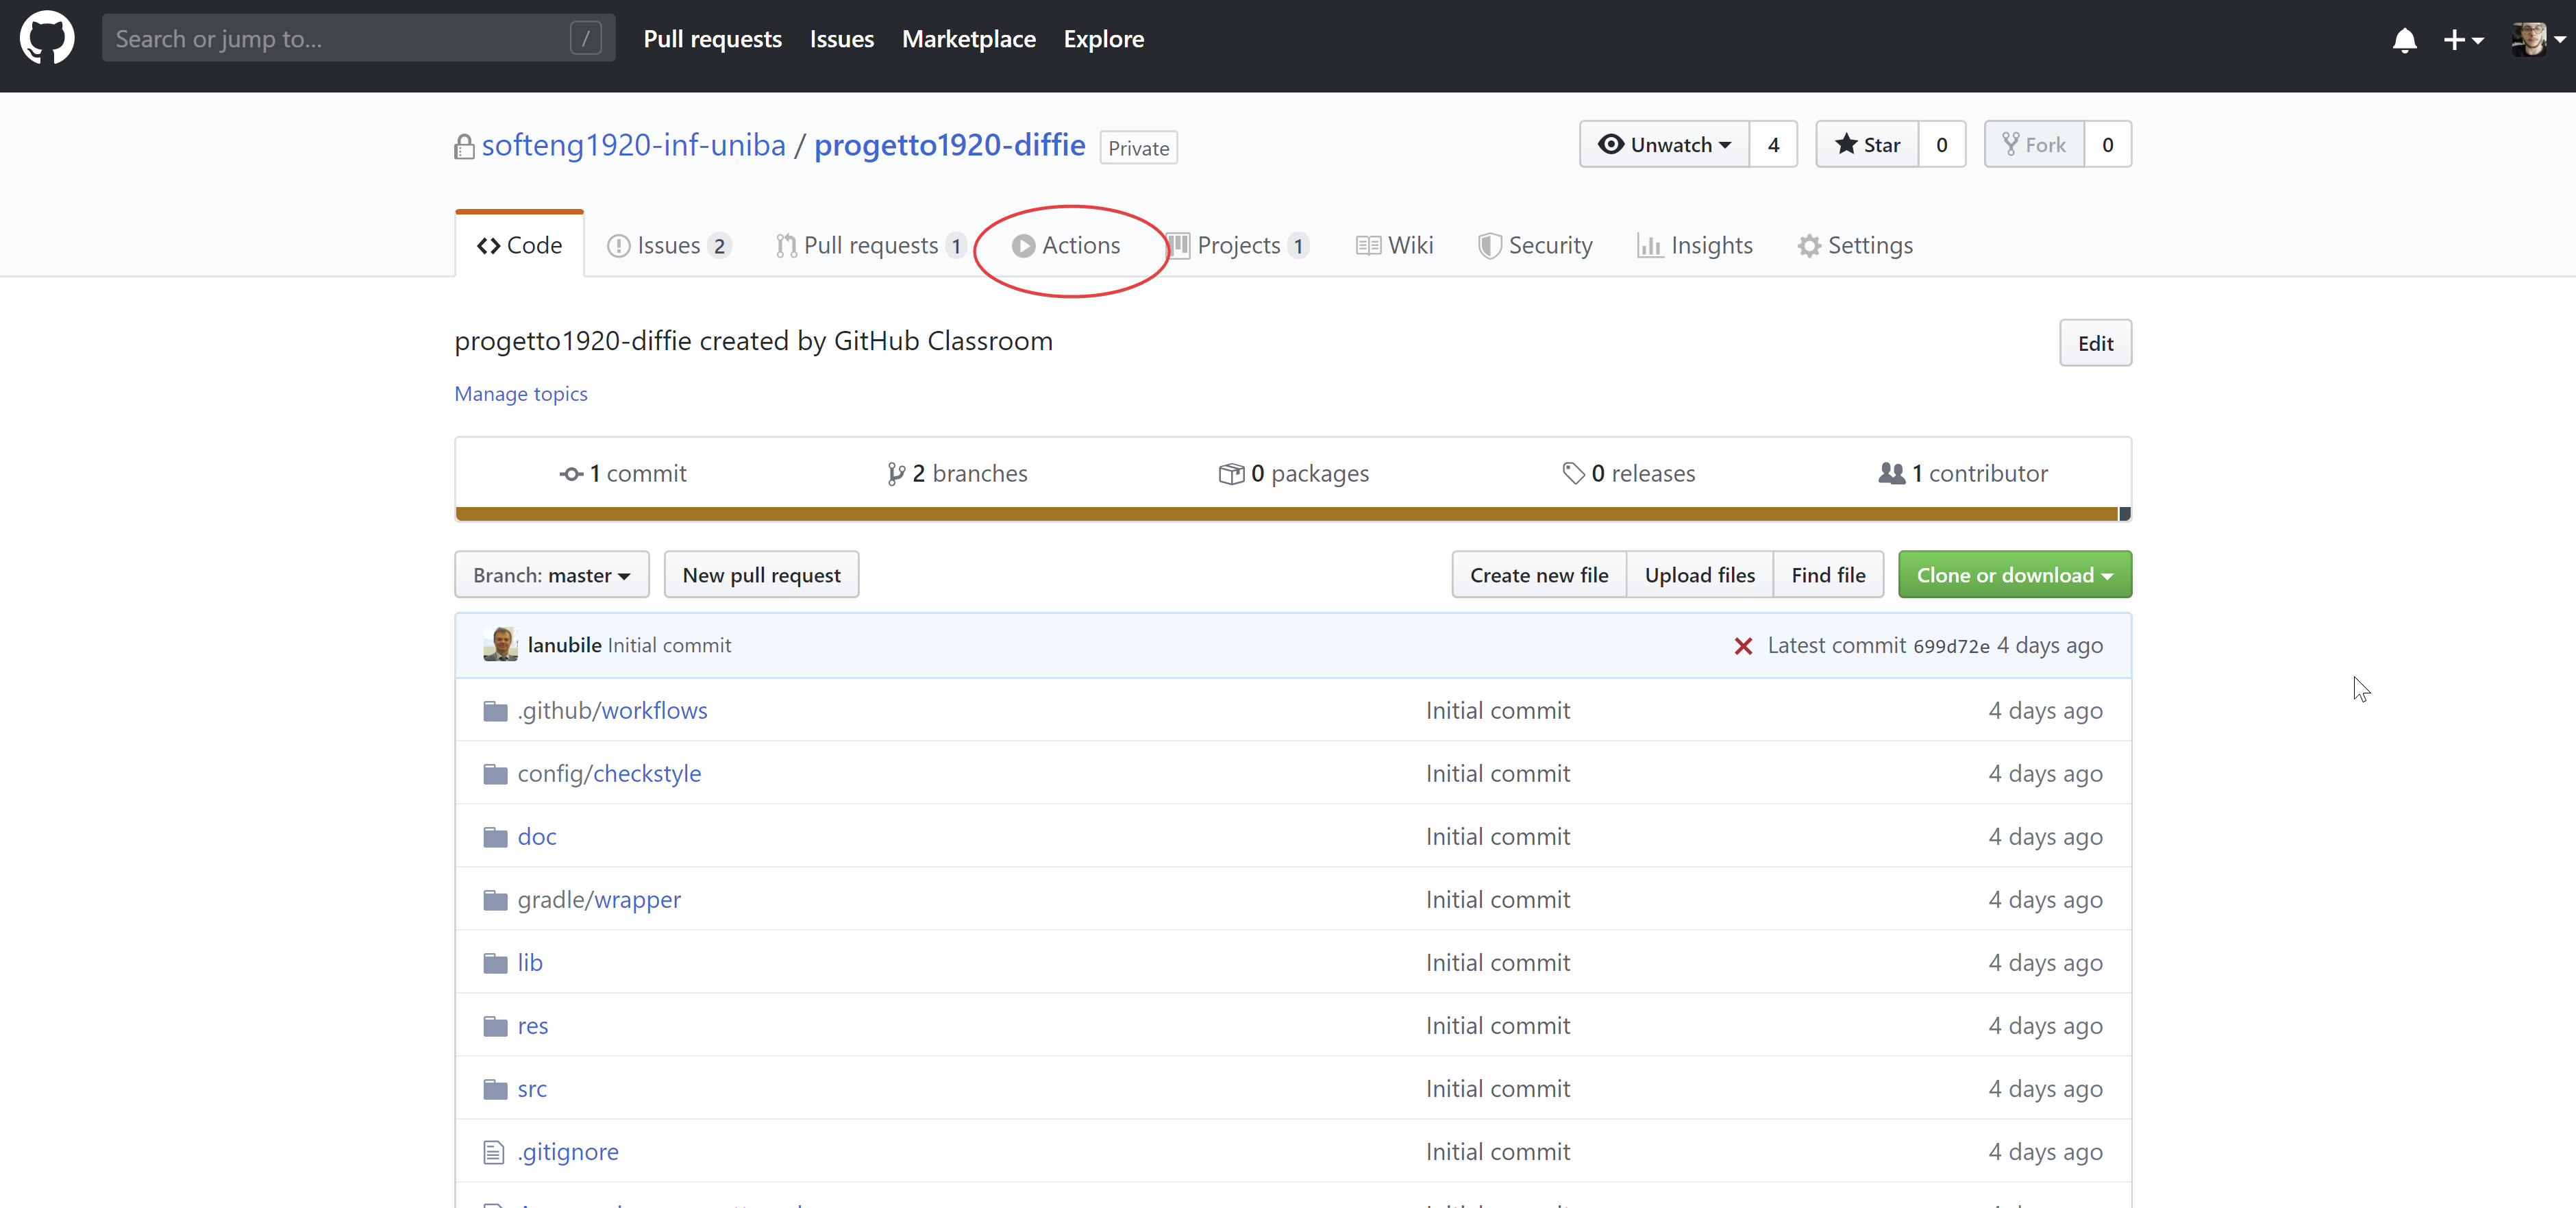 Search or jump to... / Pull requests Issues Marketplace Explore
softeng1920-inf-uniba / progetto1920-diffie Private Unwatch 4 Star 0 Fork 0
Code Issues 2 Pull requests 1 Actions Projects 1 Wiki Security Insights Settings
progetto1920-diffie created by GitHub Classroom Edit
Manage topics
1 commit 2 branches 0 packages 0 releases 1 contributor
Branch: master New pull request Create new file Upload files Find file Clone or download
lanubile Initial commit Latest commit 699d72e 4 days ago
.github/workflows Initial commit 4 days ago
config/checkstyle Initial commit 4 days ago
doc Initial commit 4 days ago
gradle/wrapper Initial commit 4 days ago
lib Initial commit 4 days ago
res Initial commit 4 days ago
src Initial commit 4 days ago
.gitignore Initial commit 4 days ago